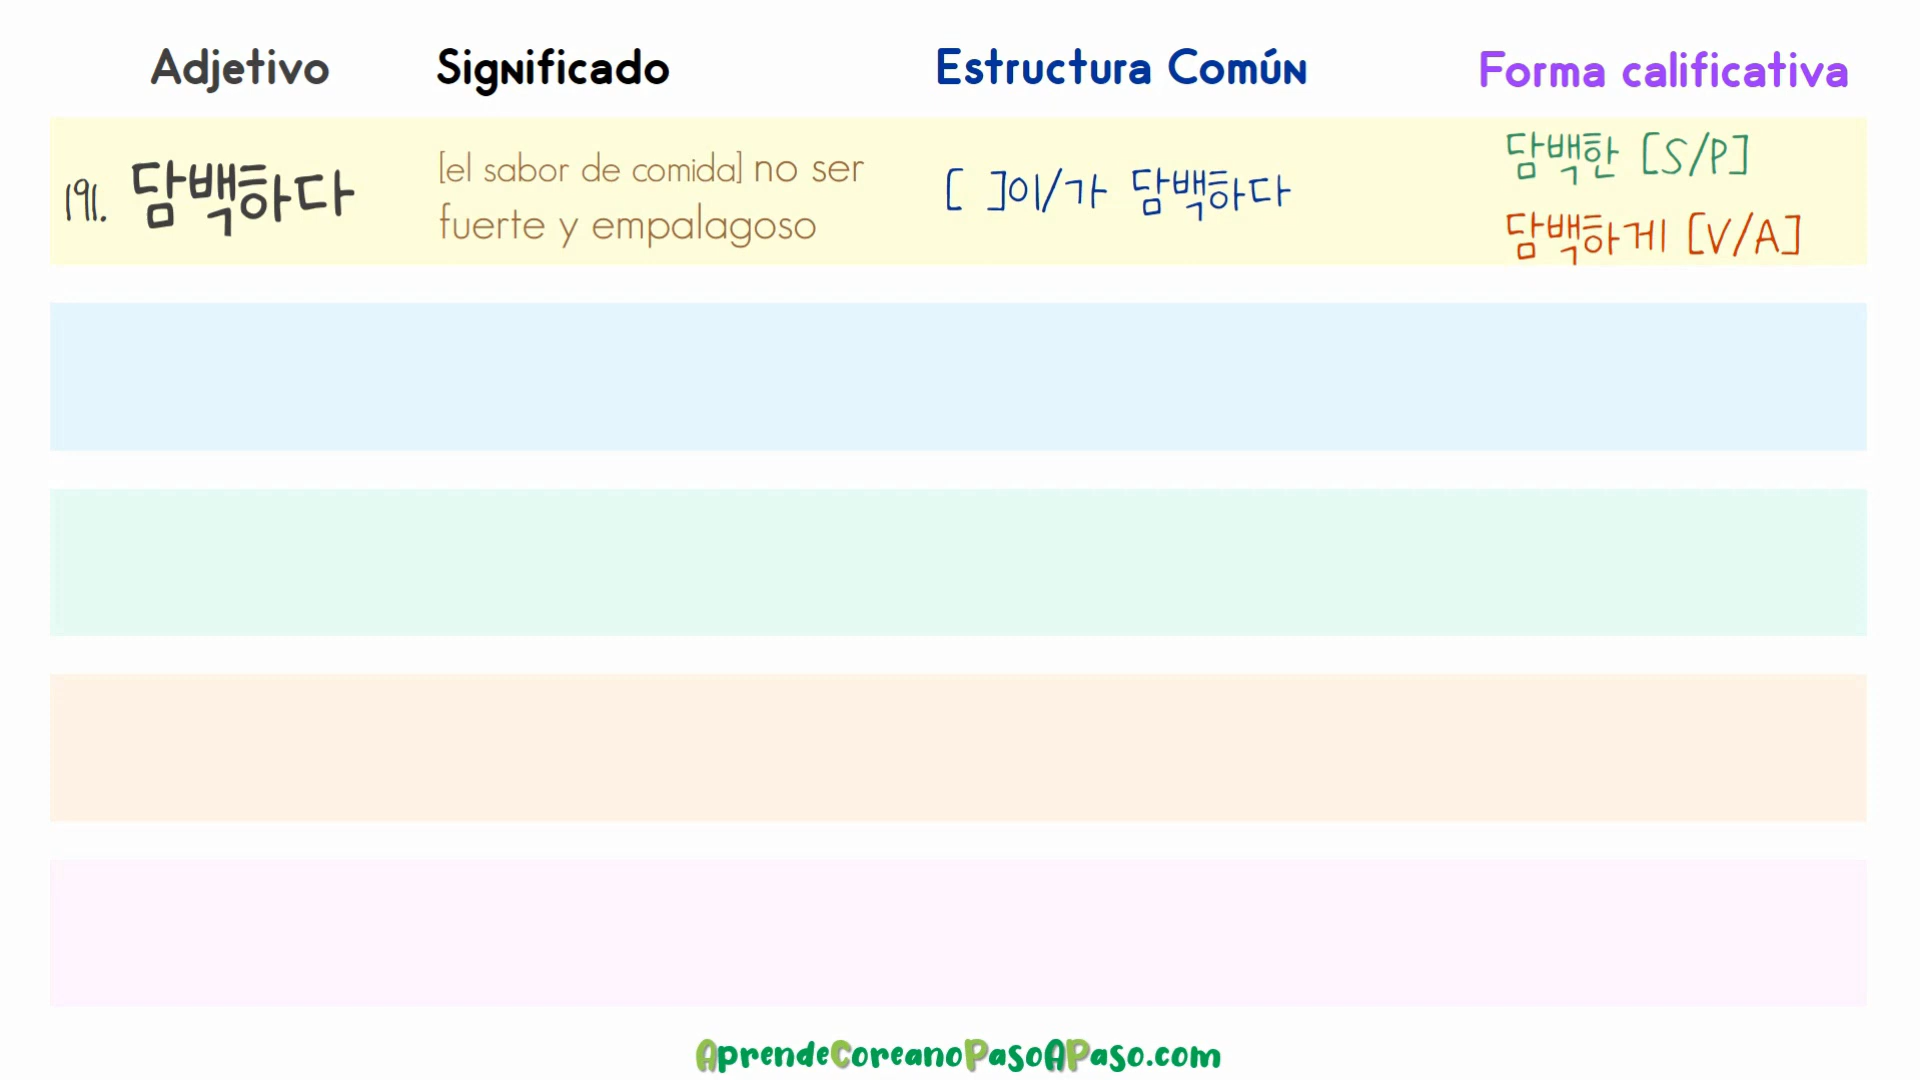 Adjetivo Significado Estructura Común Forma calificativa
191. 담백하다
[el sabor de comida] no ser
fuerte y empalagoso
[ ]이/가 담백하다
담백한 [S/P]
담백하게 [V/A]
AprendeCoreanoPasoAPaso.com